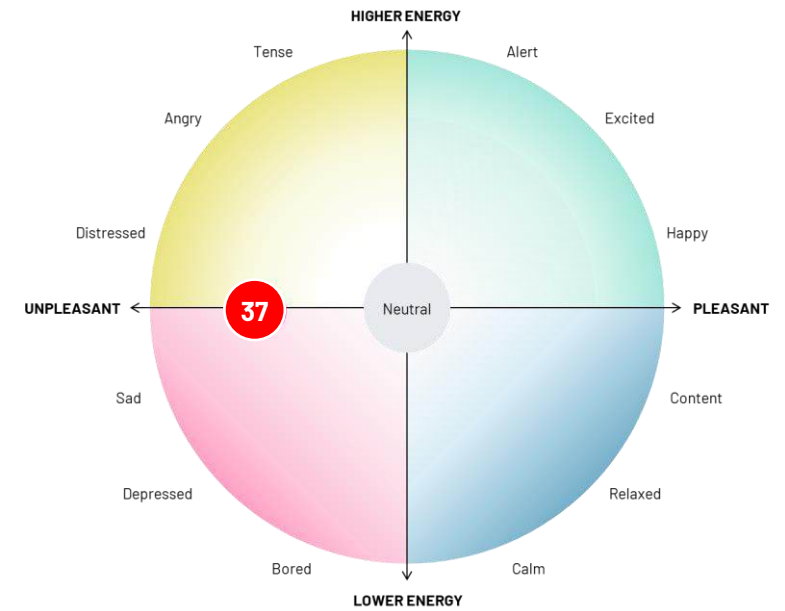 HIGHER ENERGY
Tense
Alert
Angry
Excited
Distressed
Happy
UNPLEASANT
37
Neutral
PLEASANT
Sad
Content
Depressed
Relaxed
Bored
Calm
LOWER ENERGY